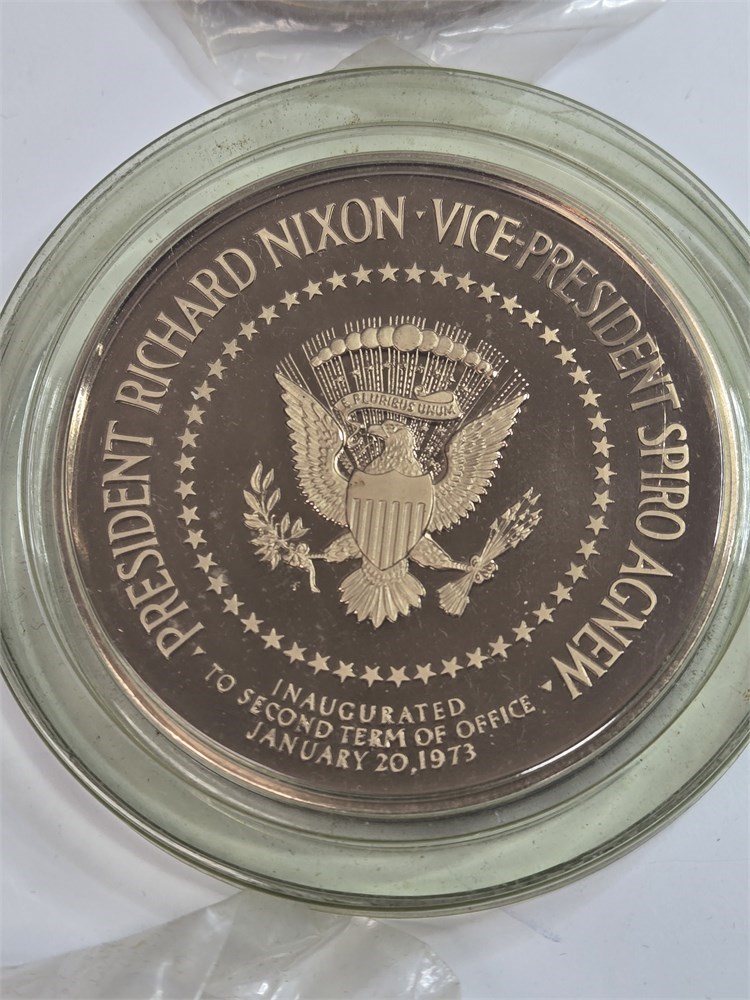 PRESIDENT RICHARD NIXON · VICE-PRESIDENT SPIRO AGNEW
E PLURIBUS UNUM
INAUGURATED
TO SECOND TERM OF OFFICE
JANUARY 20, 1973